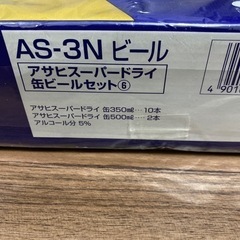 AS-3N ビール
アサヒスーパードライ
缶ビールセット⑥
アサヒスーパードライ 缶350㎖…10本
アサヒスーパードライ 缶500㎖…2本
アルコール分 5%
4 901